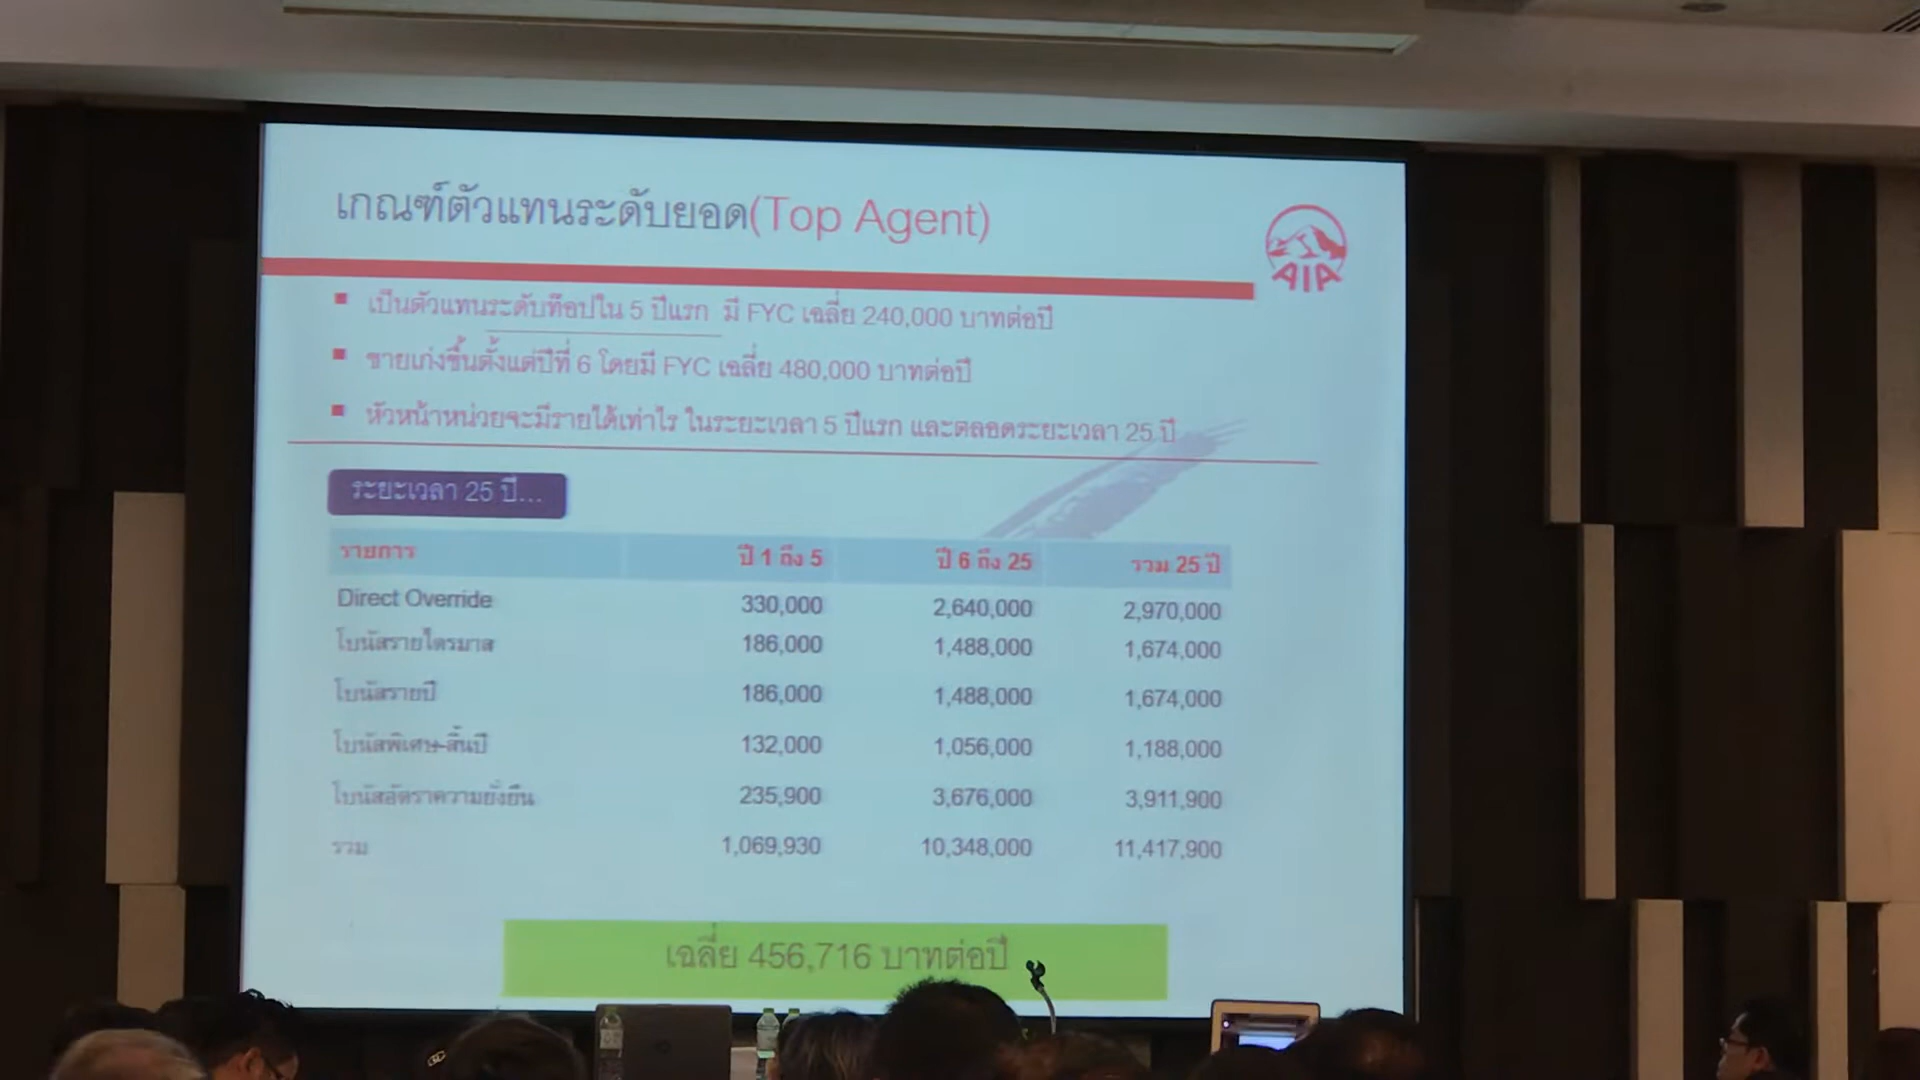 เกณฑ์ตัวแทนระดับยอด(Top Agent)
AIA
เป็นตัวแทนระดับท๊อปใน 5 ปีแรก มี FYC เฉลี่ย 240,000 บาทต่อปี
ขายเก่งขึ้นตั้งแต่ปีที่ 6 โดยมี FYC เฉลี่ย 480,000 บาทต่อปี
หัวหน้าหน่วยจะมีรายได้เท่าไร ในระยะเวลา 5 ปีแรก และตลอดระยะเวลา 25 ปี
ระยะเวลา 25 ปี...
รายการ ปี 1 ถึง 5 ปี 6 ถึง 25 รวม 25 ปี
Direct Override 330,000 2,640,000 2,970,000
โบนัสรายไตรมาส 186,000 1,488,000 1,674,000
โบนัสรายปี 186,000 1,488,000 1,674,000
โบนัสพิเศษ-สิ้นปี 132,000 1,056,000 1,188,000
โบนัสอัตราความยั่งยืน 235,900 3,676,000 3,911,900
รวม 1,069,930 10,348,000 11,417,900
เฉลี่ย 456,716 บาทต่อปี